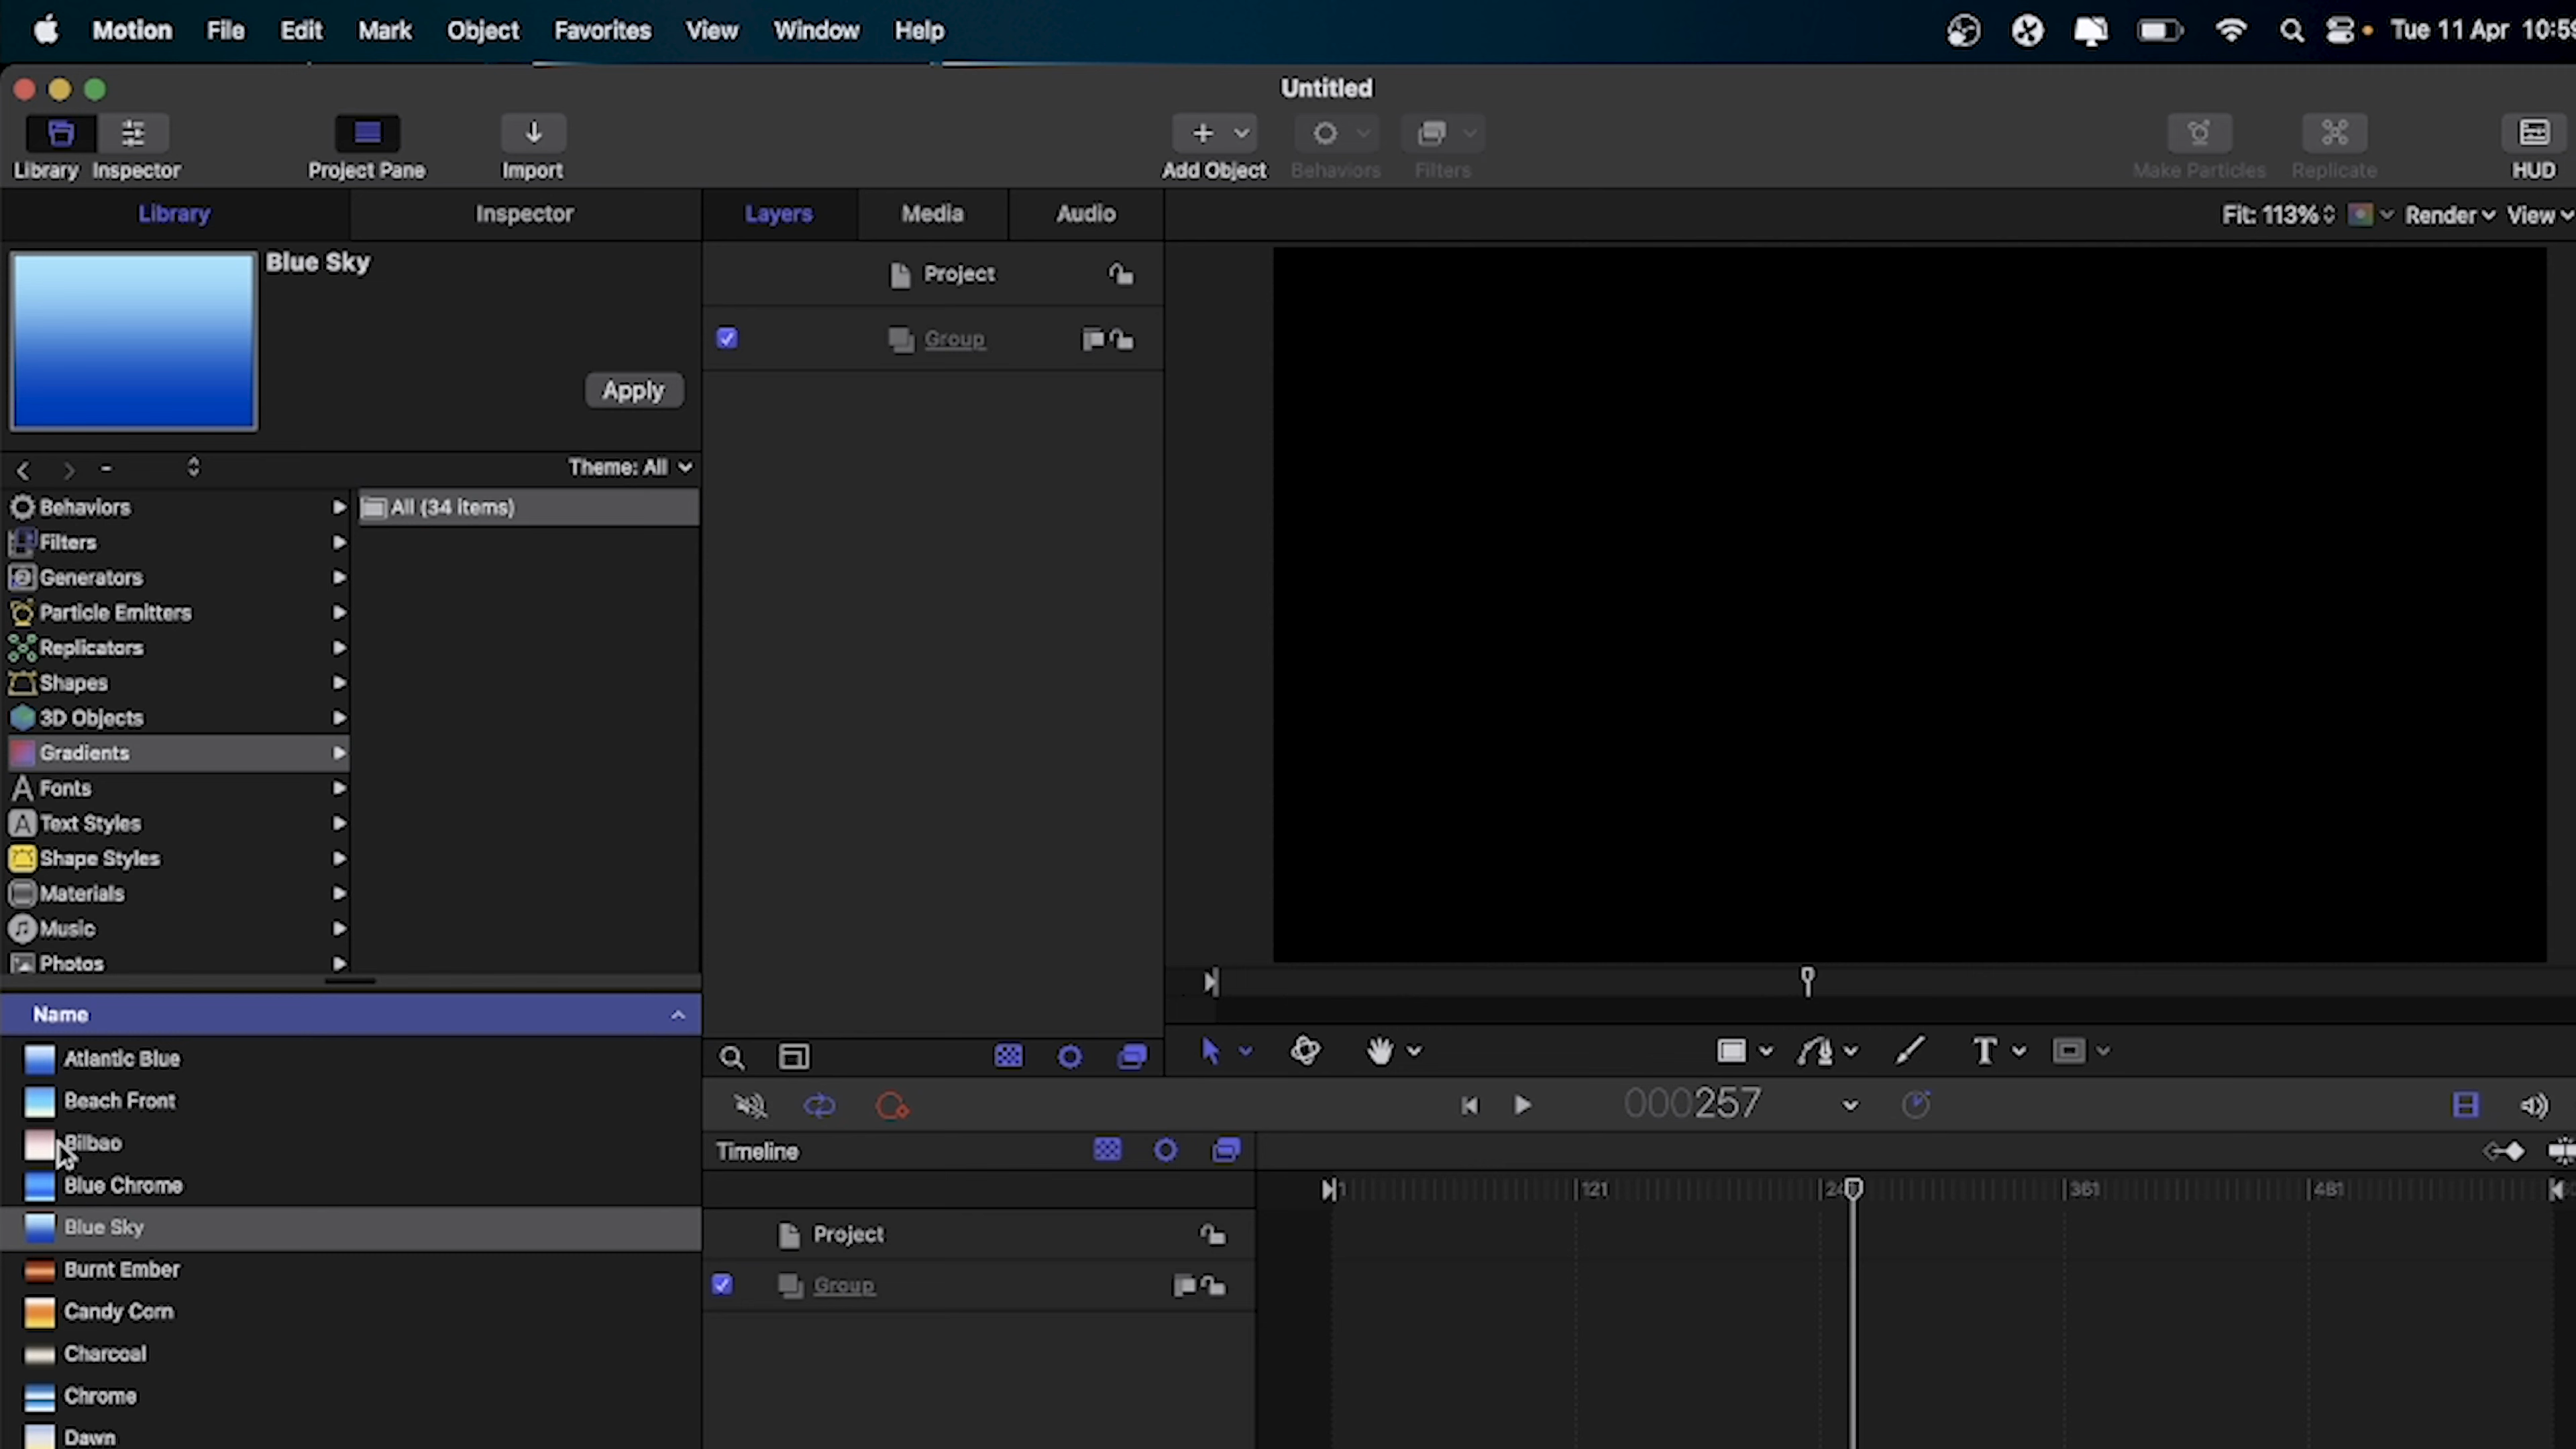 Motion File Edit Mark Object Favorites View Window Help Tue 11 Apr 10:59
Untitled
Library Inspector Project Pane Import Add Object Behaviors Filters Make Particles Replicate HUD
Library Inspector Layers Media Audio Fit: 113% Render View
Blue Sky
Apply
Project
Group
Theme: All
Behaviors
Filters
Generators
Particle Emitters
Replicators
Shapes
3D Objects
Gradients
Fonts
Text Styles
Shape Styles
Materials
Music
Photos
All (34 items)
Name
Atlantic Blue
Beach Front
Bilbao
Blue Chrome
Blue Sky
Burnt Ember
Candy Corn
Charcoal
Chrome
Dawn
T
000257
Timeline
1 121 24 361 481
Project
Group